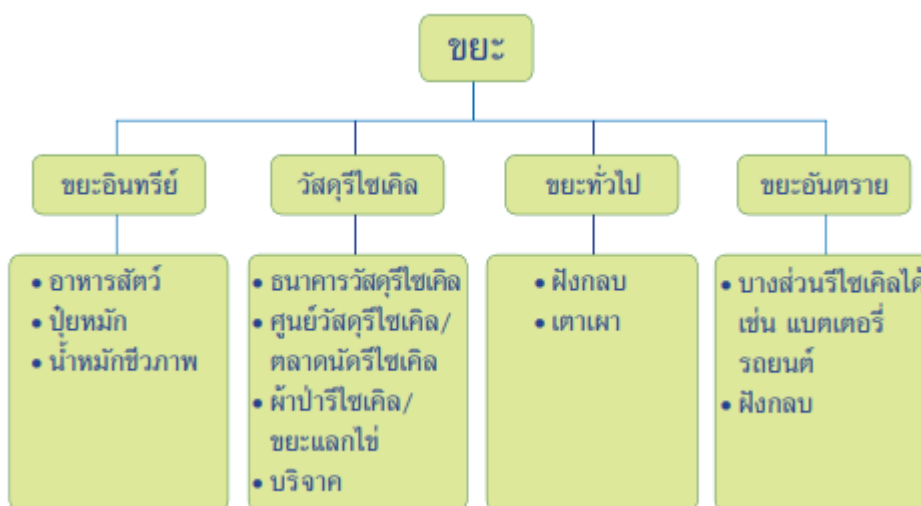 ขยะ
ขยะอินทรีย์
วัสดุรีไซเคิล
ขยะทั่วไป
ขยะอันตราย
• อาหารสัตว์
• ปุ๋ยหมัก
• น้ำหมักชีวภาพ
• ธนาคารวัสดุรีไซเคิล
• ศูนย์วัสดุรีไซเคิล/
ตลาดนัดรีไซเคิล
• ผ้าป่ารีไซเคิล/
ขยะแลกไข่
• บริจาค
• ฝังกลบ
• เตาเผา
• บางส่วนรีไซเคิลได้
เช่น แบตเตอรี่
รถยนต์
• ฝังกลบ